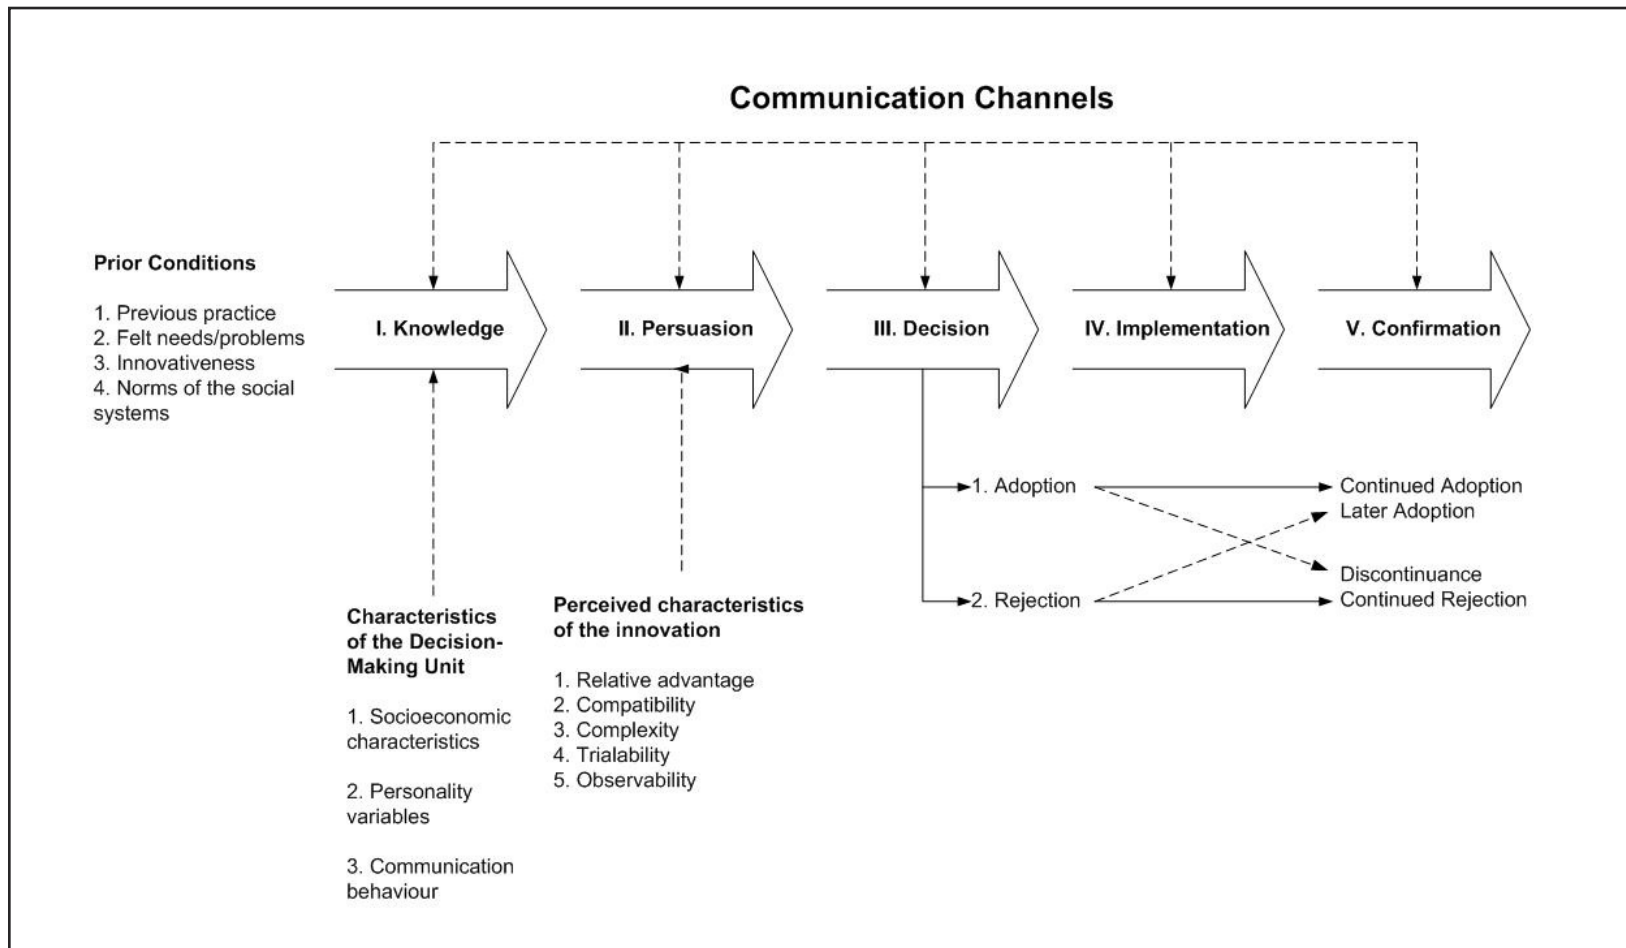 Communication Channels
Prior Conditions
1. Previous practice
2. Felt needs/problems
3. Innovativeness
4. Norms of the social
systems
I. Knowledge
II. Persuasion
III. Decision
IV. Implementation
V. Confirmation
1. Adoption
2. Rejection
Continued Adoption
Later Adoption
Discontinuance
Continued Rejection
Characteristics
of the Decision-
Making Unit
1. Socioeconomic
characteristics
2. Personality
variables
3. Communication
behaviour
Perceived characteristics
of the innovation
1. Relative advantage
2. Compatibility
3. Complexity
4. Trialability
5. Observability